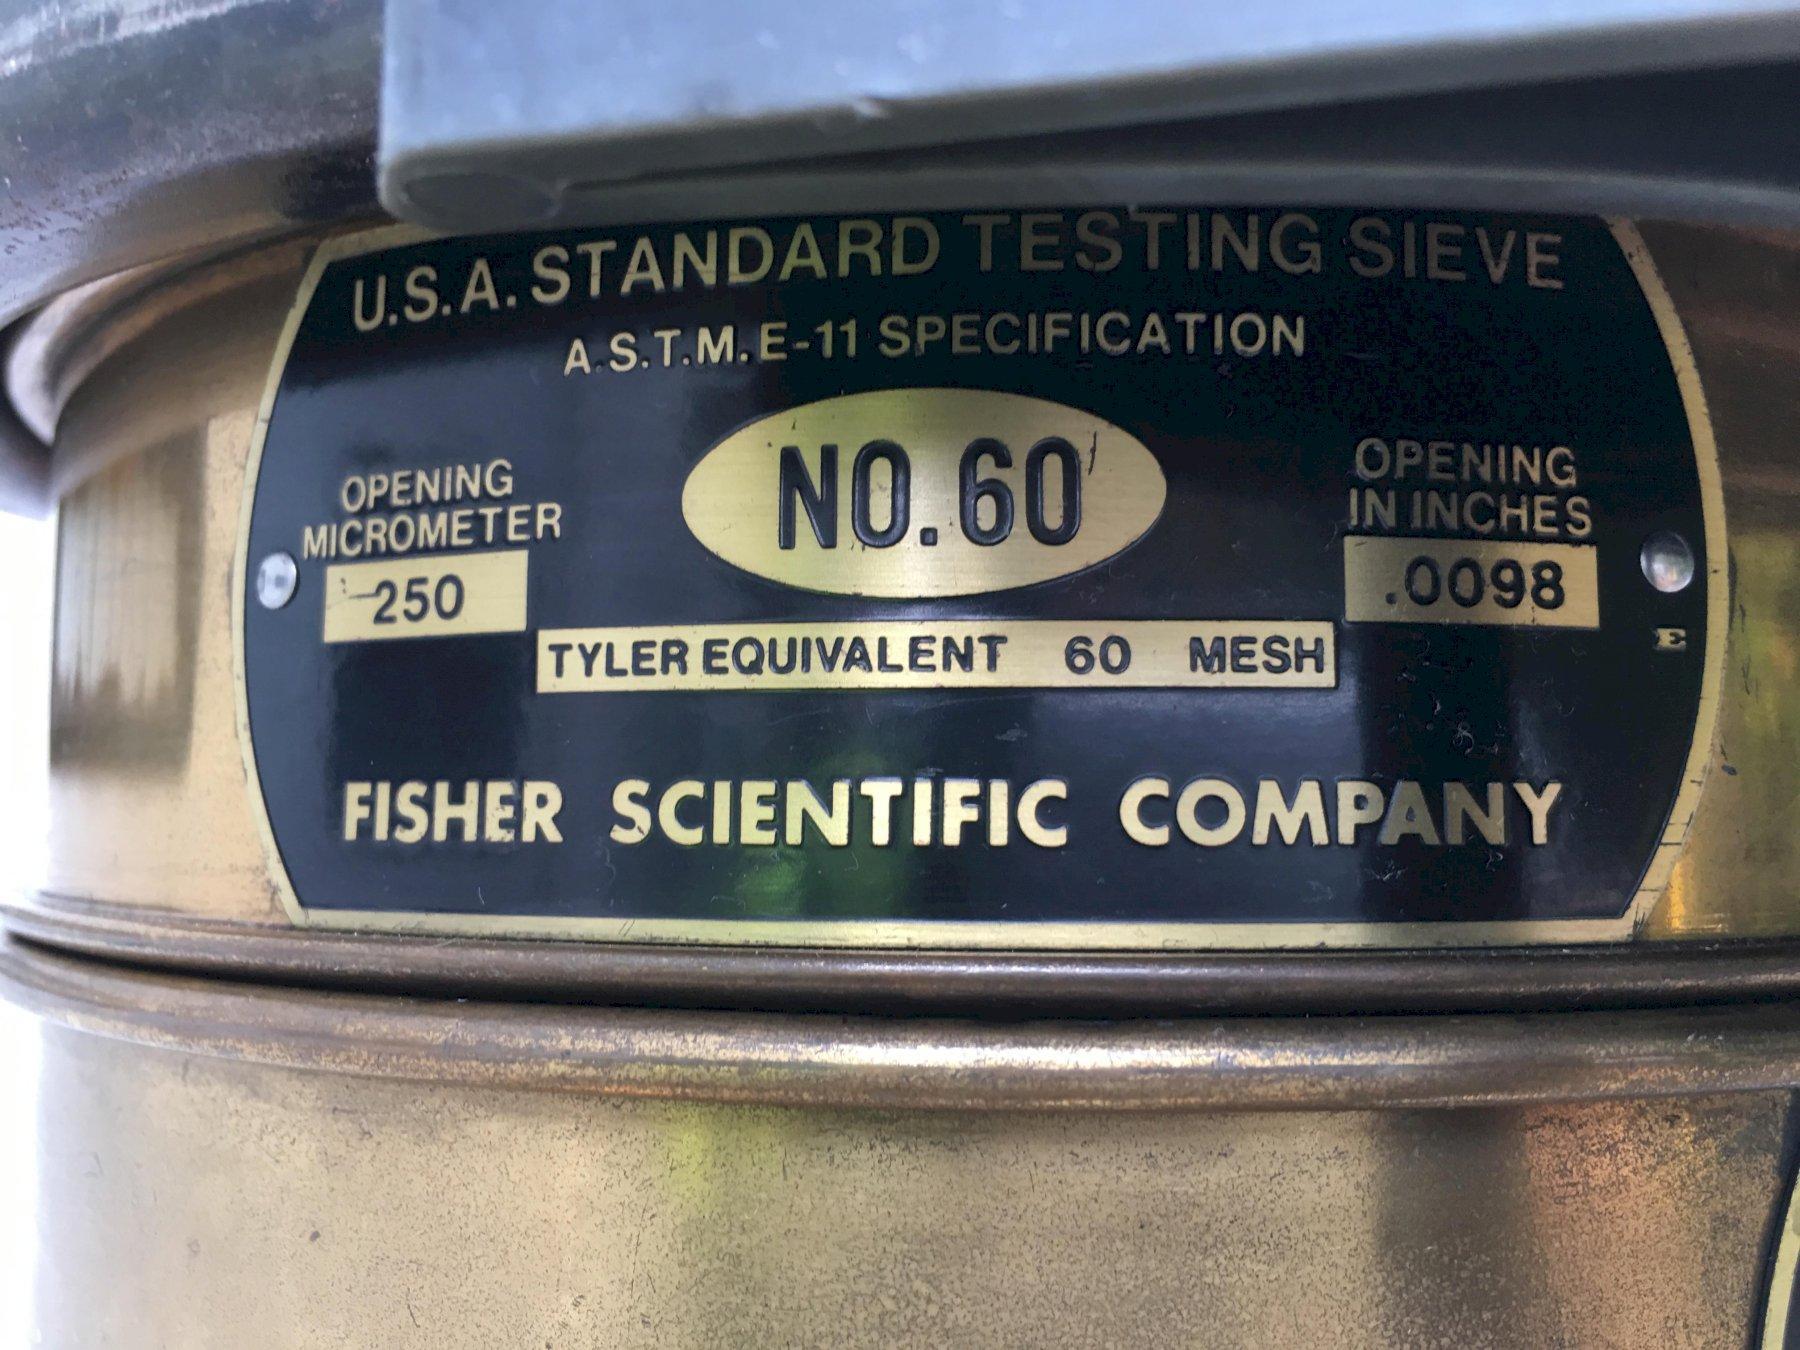 U.S.A. STANDARD TESTING SIEVE
A.S.T.M. E-11 SPECIFICATION
NO. 60
OPENING
MICROMETER
250
OPENING
IN INCHES
.0098
E
TYLER EQUIVALENT 60 MESH
FISHER SCIENTIFIC COMPANY